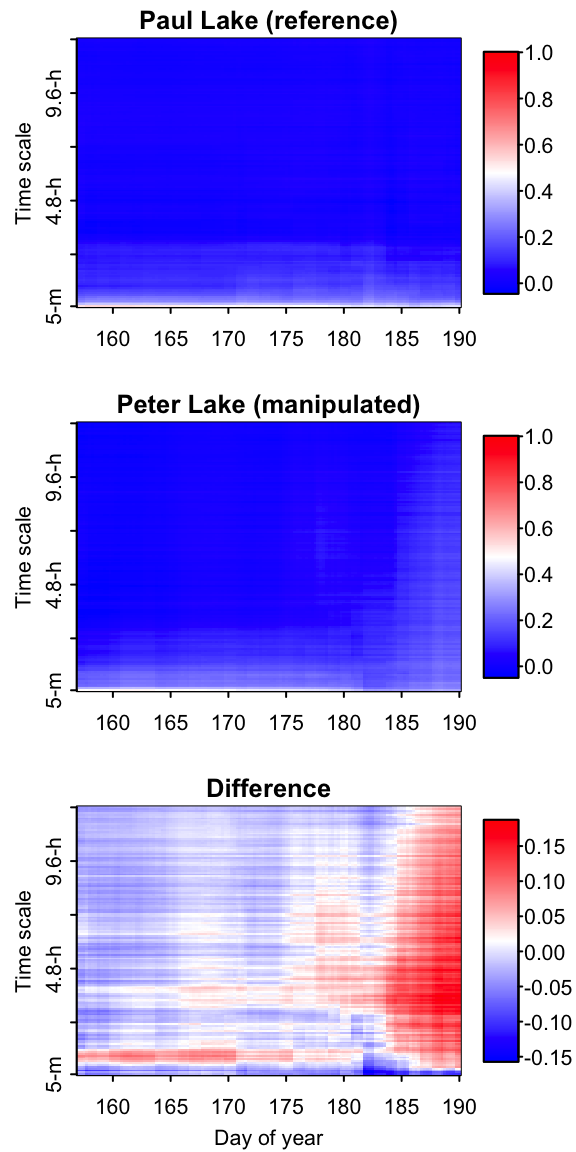 Paul Lake (reference)
Time scale
9.6-h
4.8-h
5-m
160 165 170 175 180 185 190
1.0
0.8
0.6
0.4
0.2
0.0
Peter Lake (manipulated)
Time scale
9.6-h
4.8-h
5-m
160 165 170 175 180 185 190
1.0
0.8
0.6
0.4
0.2
0.0
Difference
Time scale
9.6-h
4.8-h
5-m
160 165 170 175 180 185 190
Day of year
0.15
0.10
0.05
0.00
-0.05
-0.10
-0.15